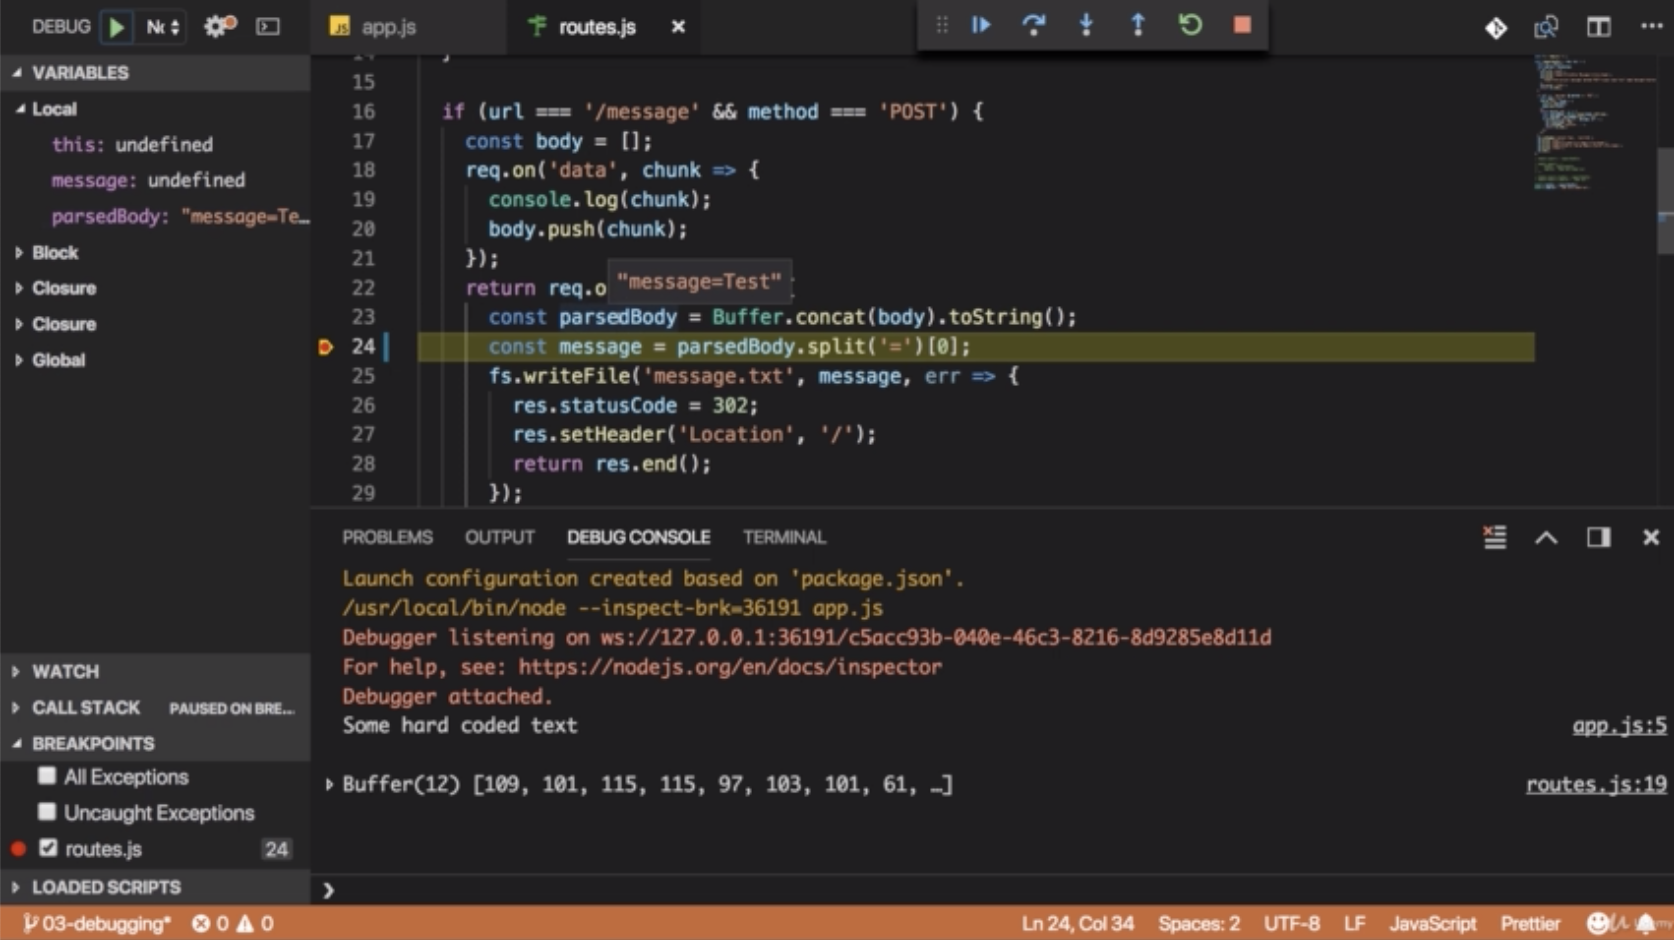 DEBUG
app.js
routes.js
VARIABLES
Local
this: undefined
message: undefined
parsedBody: "message=Te…
Block
Closure
Closure
Global
15
16 if (url === '/message' && method === 'POST') {
17 const body = [];
18 req.on('data', chunk => {
19 console.log(chunk);
20 body.push(chunk);
21 });
"message=Test"
22 return req.o
23 const parsedBody = Buffer.concat(body).toString();
24 const message = parsedBody.split('=')[0];
25 fs.writeFile('message.txt', message, err => {
26 res.statusCode = 302;
27 res.setHeader('Location', '/');
28 return res.end();
29 });
PROBLEMS OUTPUT DEBUG CONSOLE TERMINAL
Launch configuration created based on 'package.json'.
/usr/local/bin/node --inspect-brk=36191 app.js
Debugger listening on ws://127.0.0.1:36191/c5acc93b-040e-46c3-8216-8d9285e8d11d
For help, see: https://nodejs.org/en/docs/inspector
Debugger attached.
Some hard coded text app.js:5
Buffer(12) [109, 101, 115, 115, 97, 103, 101, 61, …] routes.js:19
WATCH
CALL STACK PAUSED ON BRE...
BREAKPOINTS
All Exceptions
Uncaught Exceptions
routes.js 24
LOADED SCRIPTS
03-debugging* 0 0 Ln 24, Col 34 Spaces: 2 UTF-8 LF JavaScript Prettier